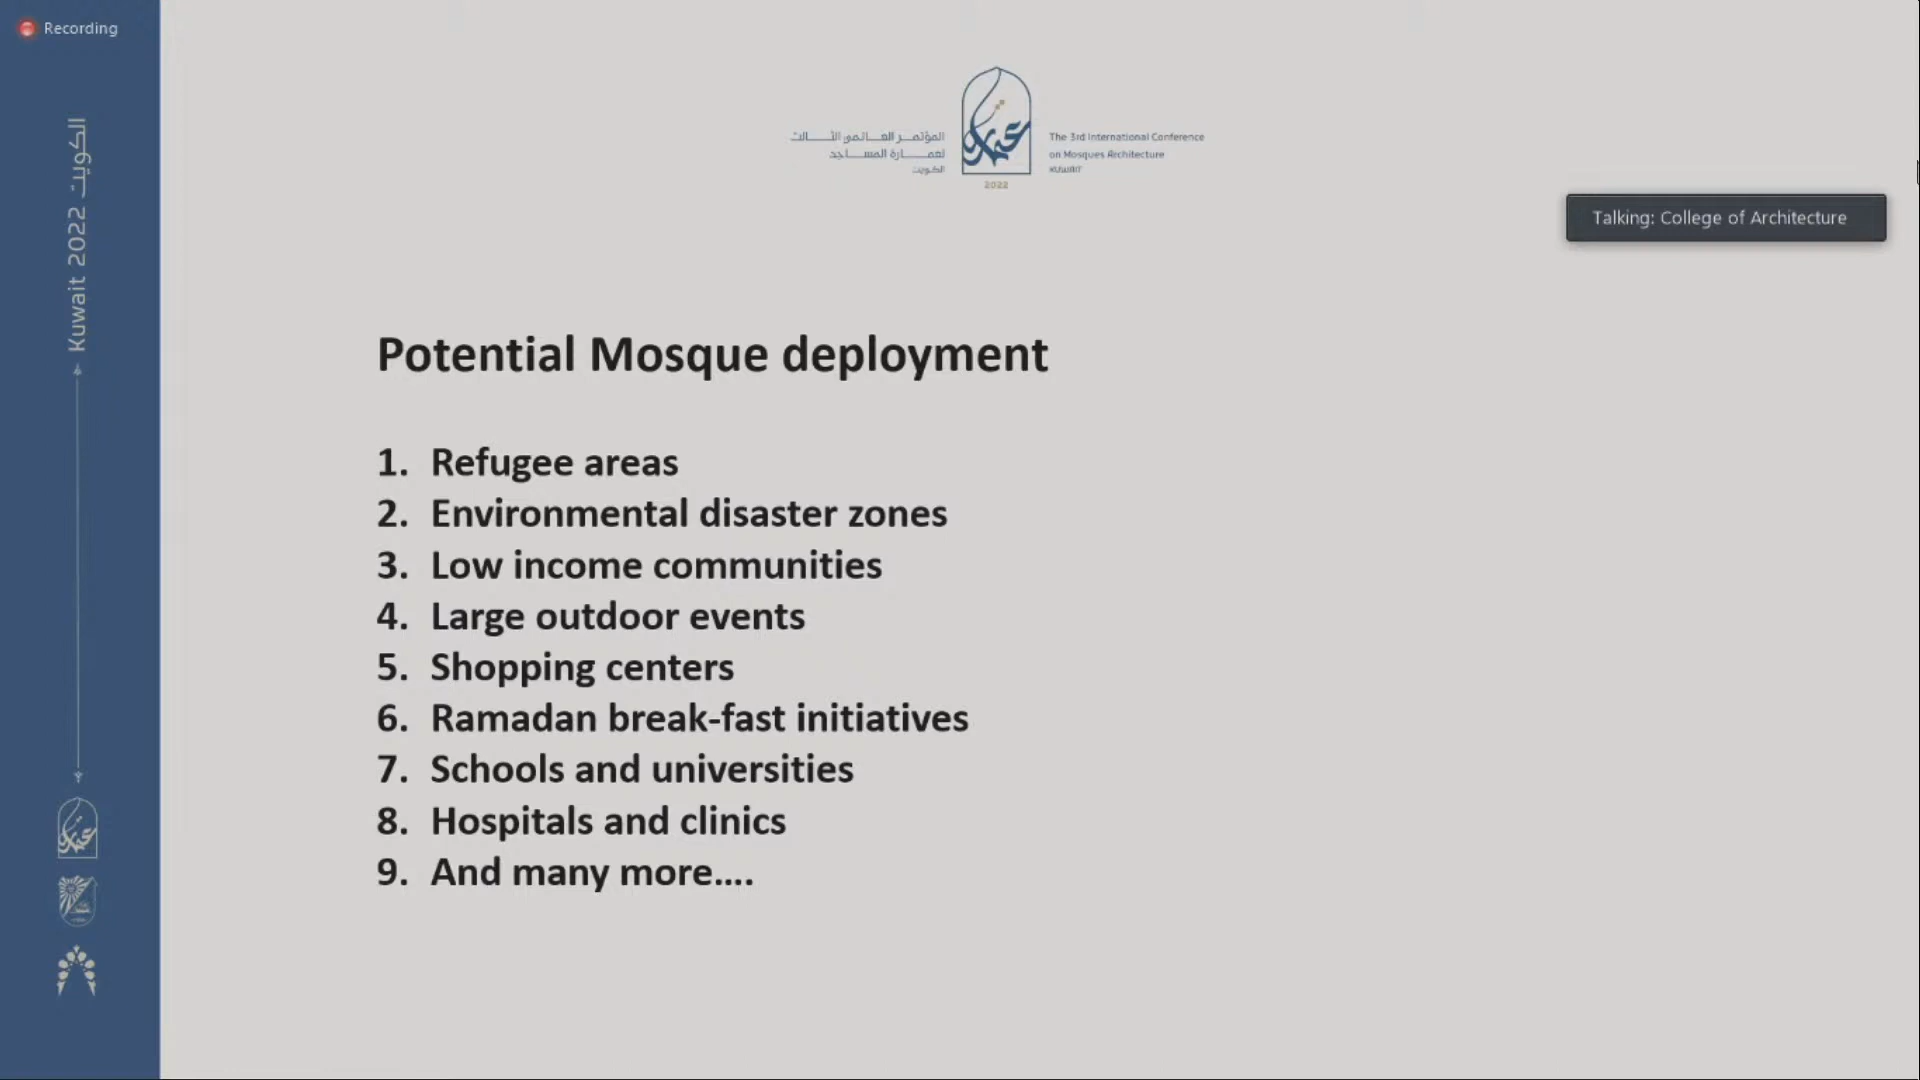 Recording
الكويت
Kuwait 2022
المؤتمر العالمي الثالث
لعمارة المساجد
الكويت
2022
The 3rd International Conference
on Mosques Architecture
KUWAIT
Talking: College of Architecture
Potential Mosque deployment
1. Refugee areas
2. Environmental disaster zones
3. Low income communities
4. Large outdoor events
5. Shopping centers
6. Ramadan break-fast initiatives
7. Schools and universities
8. Hospitals and clinics
9. And many more....